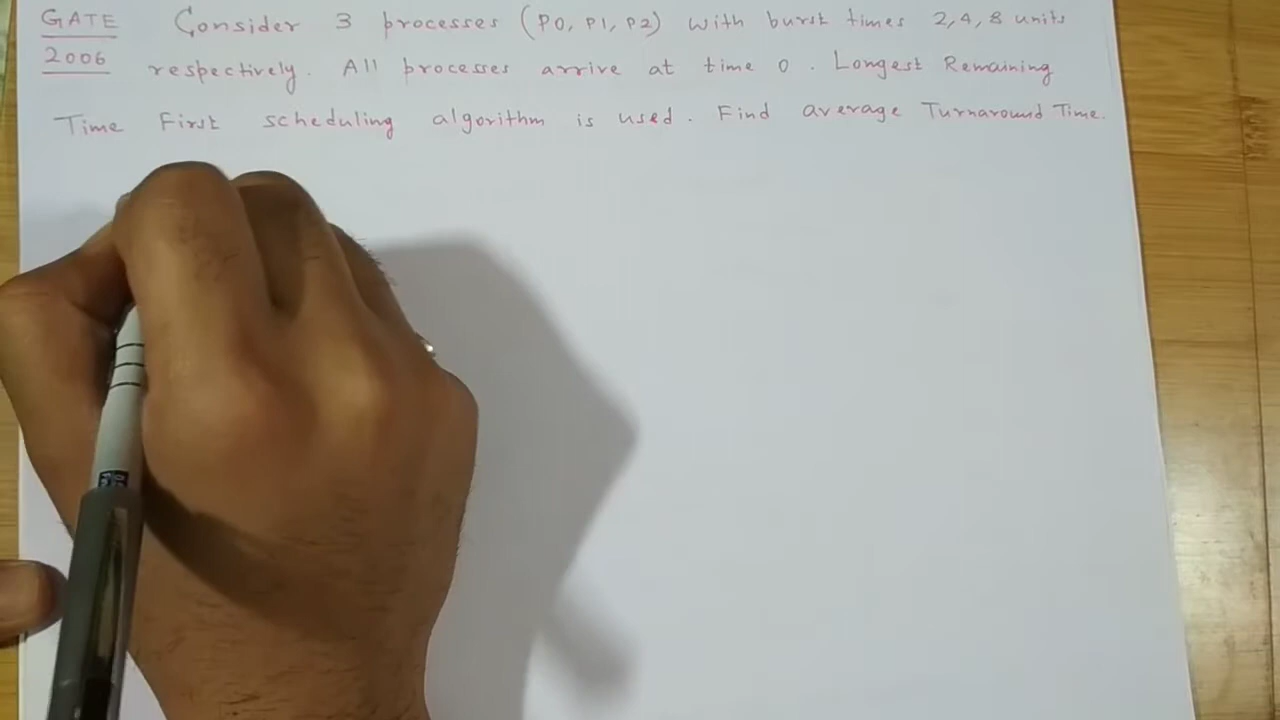 GATE Consider 3 processes (P0, P1, P2) with burst times 2, 4, 8 units
2006 respectively. All processes arrive at time 0. Longest Remaining
Time First scheduling algorithm is used. Find average Turnaround Time.